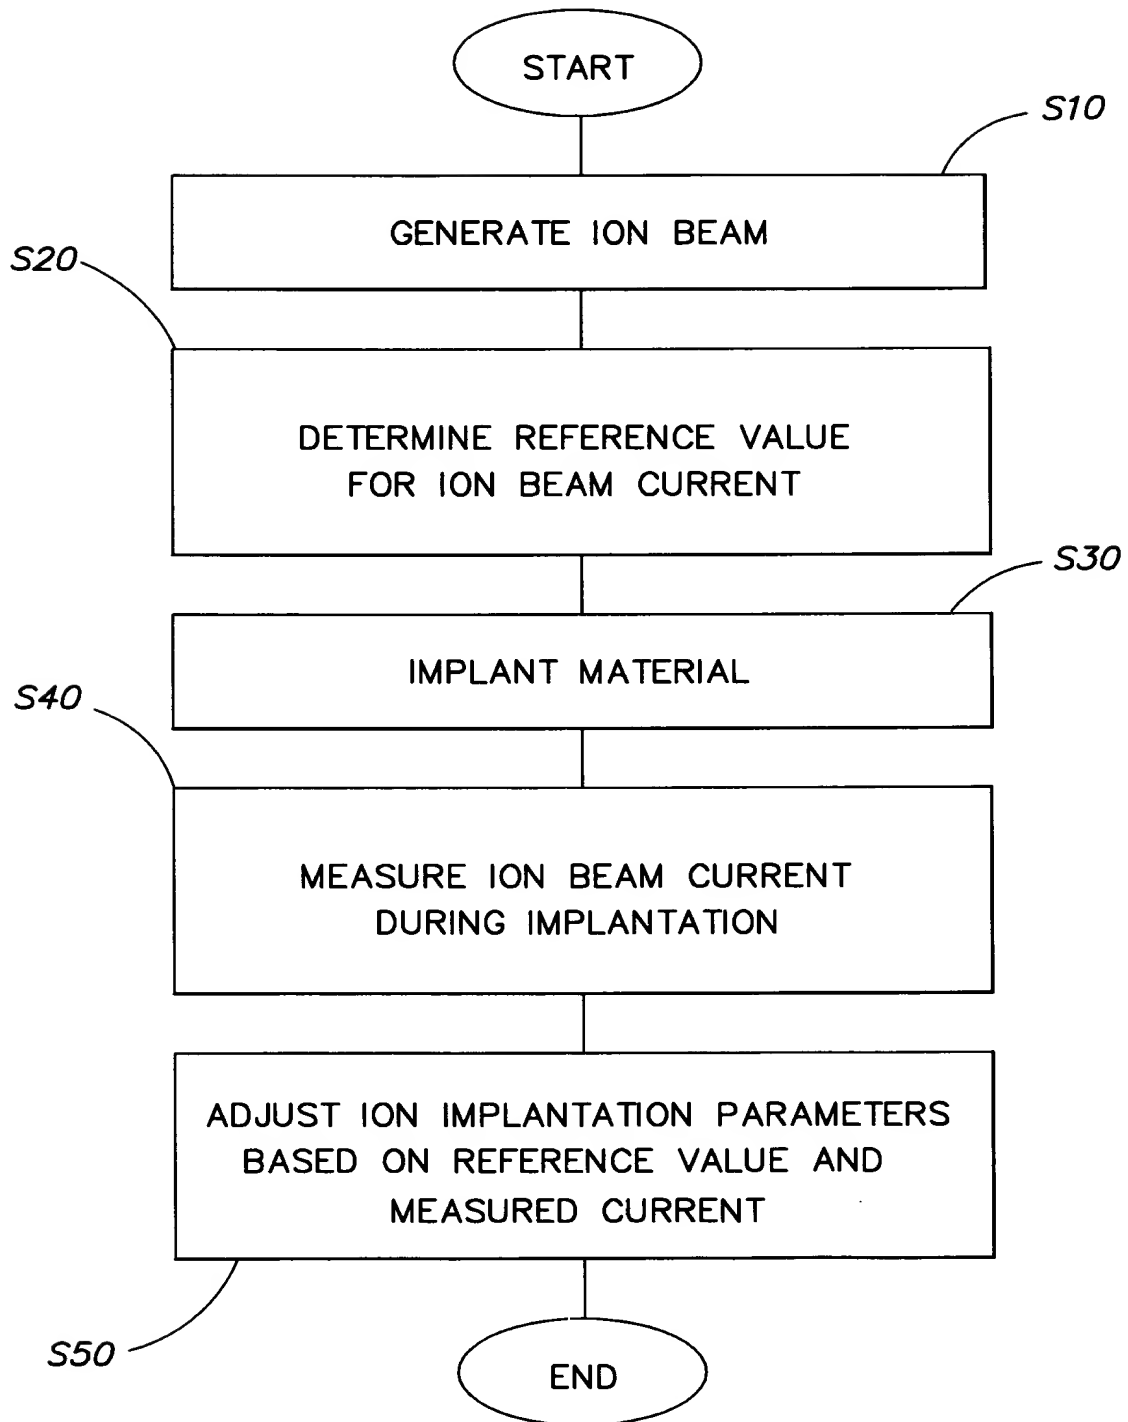 START
S10
GENERATE ION BEAM
S20
DETERMINE REFERENCE VALUE
FOR ION BEAM CURRENT
S30
IMPLANT MATERIAL
S40
MEASURE ION BEAM CURRENT
DURING IMPLANTATION
ADJUST ION IMPLANTATION PARAMETERS
BASED ON REFERENCE VALUE AND
MEASURED CURRENT
S50
END